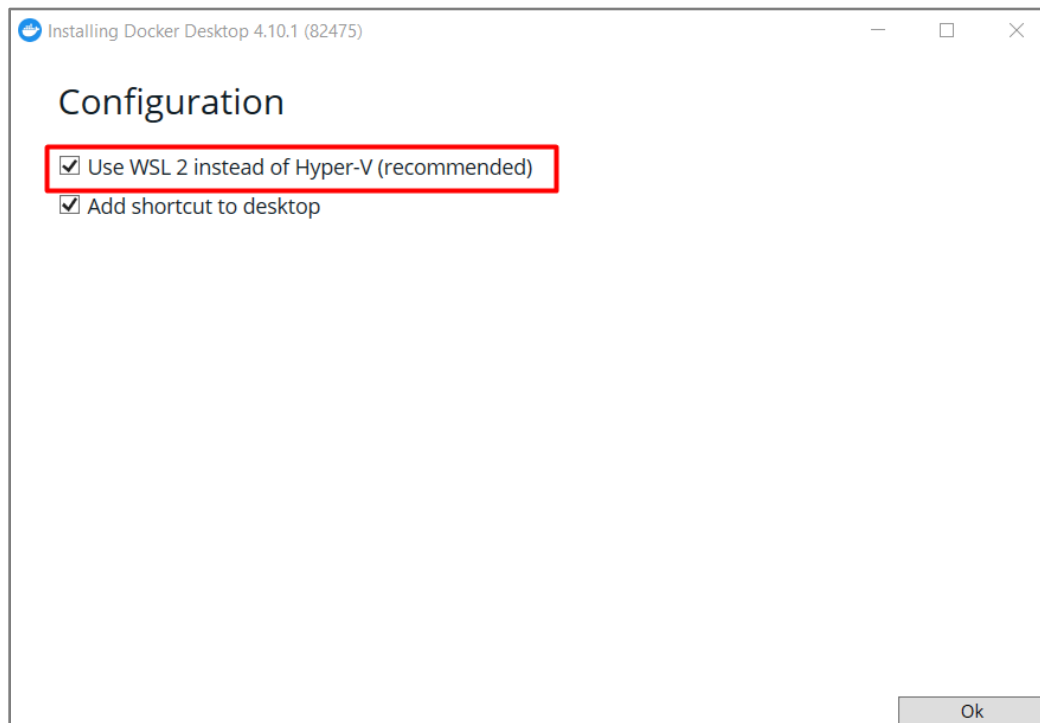 Installing Docker Desktop 4.10.1 (82475)
Configuration
Use WSL 2 instead of Hyper-V (recommended)
Add shortcut to desktop
Ok